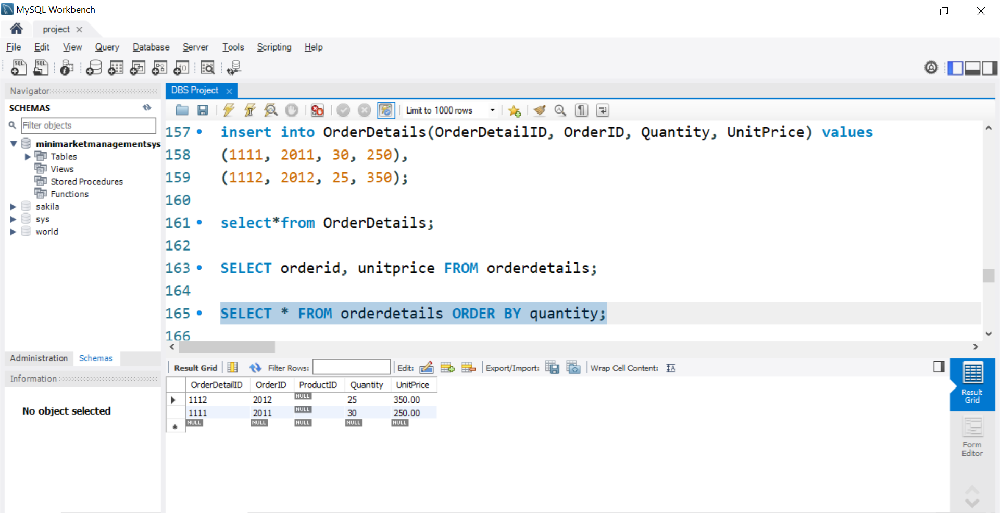 MySQL Workbench
project
File Edit View Query Database Server Tools Scripting Help
Navigator
SCHEMAS
Filter objects
minimarketmanagementsys
Tables
Views
Stored Procedures
Functions
sakila
sys
world
Administration Schemas
Information
No object selected
DBS Project
Limit to 1000 rows
157 insert into OrderDetails(OrderDetailID, OrderID, Quantity, UnitPrice) values
158 (1111, 2011, 30, 250),
159 (1112, 2012, 25, 350);
160
161 select*from OrderDetails;
162
163 SELECT orderid, unitprice FROM orderdetails;
164
165 SELECT * FROM orderdetails ORDER BY quantity;
166
Result Grid Filter Rows: Edit: Export/Import: Wrap Cell Content:
OrderDetailID OrderID ProductID Quantity UnitPrice
1112 2012 NULL 25 350.00
1111 2011 NULL 30 250.00
NULL NULL NULL NULL NULL
Result
Grid
Form
Editor